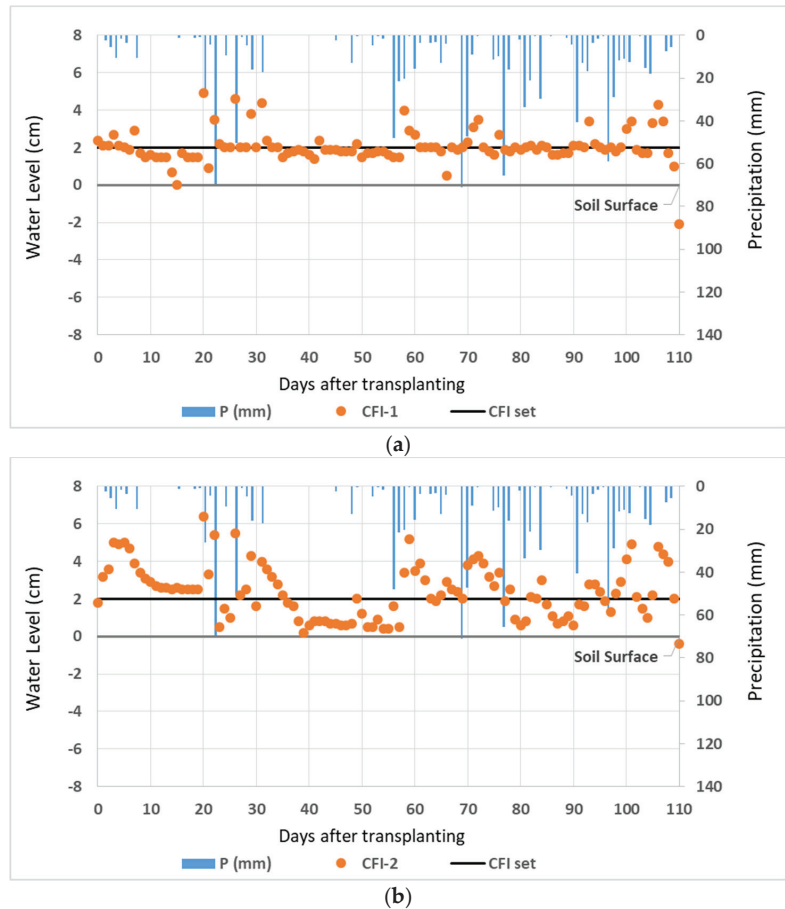 8
6
4
2
0
-2
-4
-6
-8
Water Level (cm)
0
20
40
60
80
100
120
140
Precipitation (mm)
Soil Surface
0 10 20 30 40 50 60 70 80 90 100 110
Days after transplanting
P (mm) CFI-1 CFI set
(a)
8
6
4
2
0
-2
-4
-6
-8
Water Level (cm)
0
20
40
60
80
100
120
140
Precipitation (mm)
Soil Surface
0 10 20 30 40 50 60 70 80 90 100 110
Days after transplanting
P (mm) CFI-2 CFI set
(b)